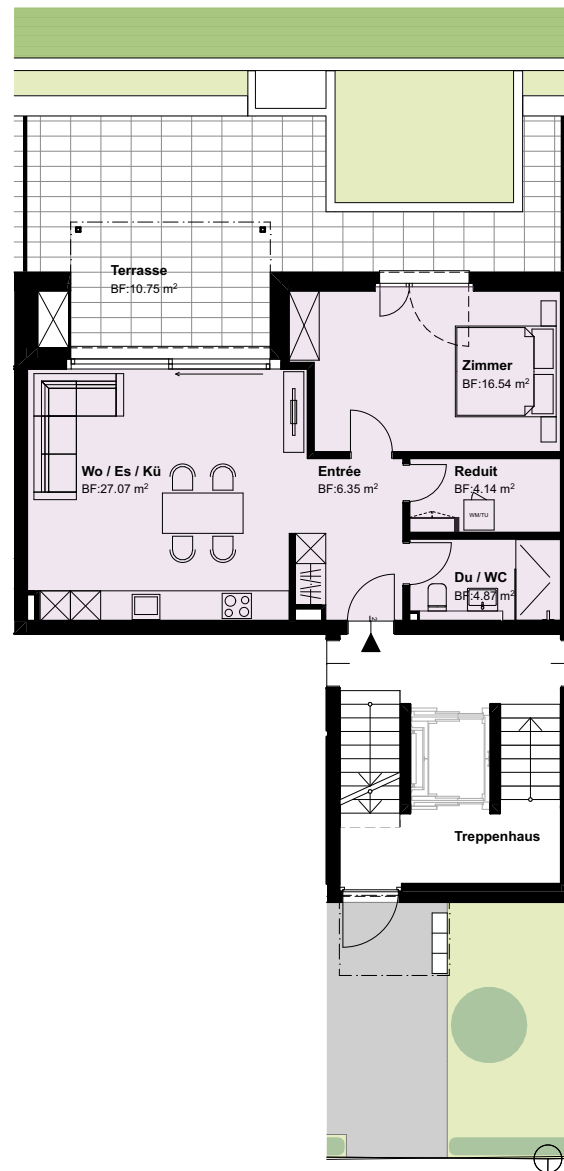 Terrasse
BF:10.75 m²
Zimmer
BF:16.54 m²
Wo / Es / Kü
BF:27.07 m²
Entrée
BF:6.35 m²
Reduit
BF:4.14 m²
WM/TU
Du / WC
BF:4.87 m²
Treppenhaus